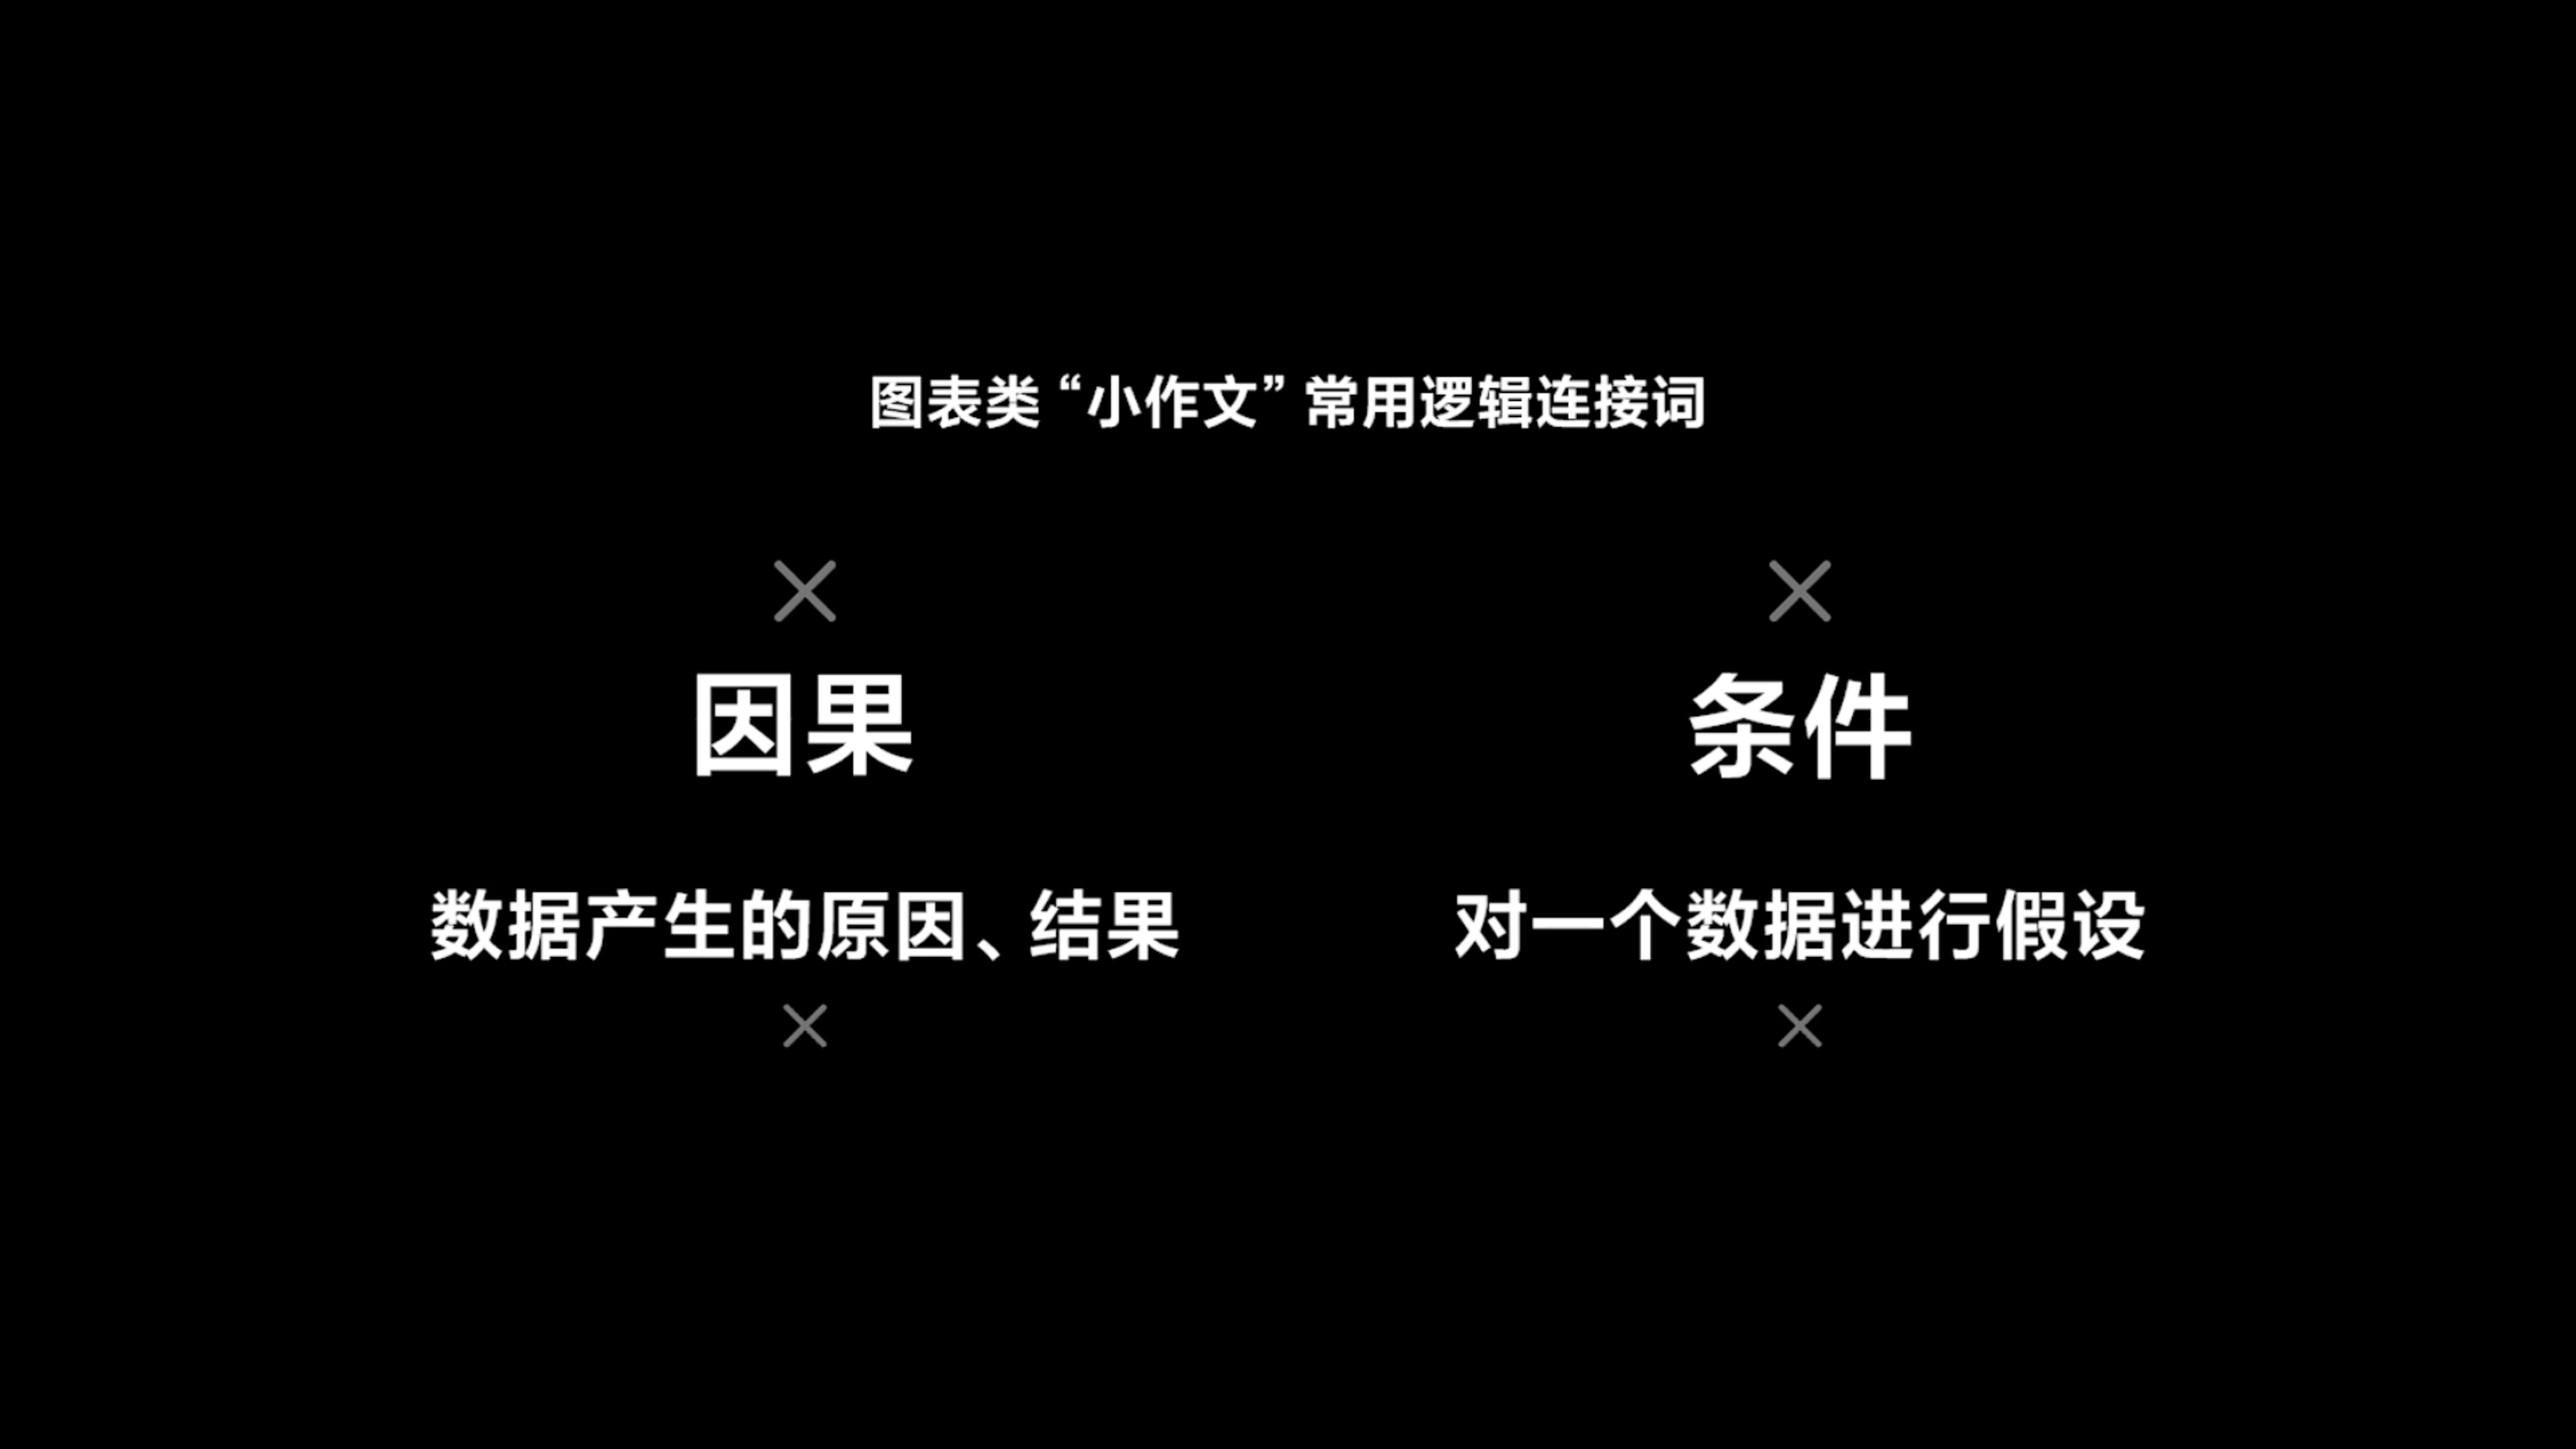 图表类“小作文”常用逻辑连接词
因果
条件
数据产生的原因、结果
对一个数据进行假设